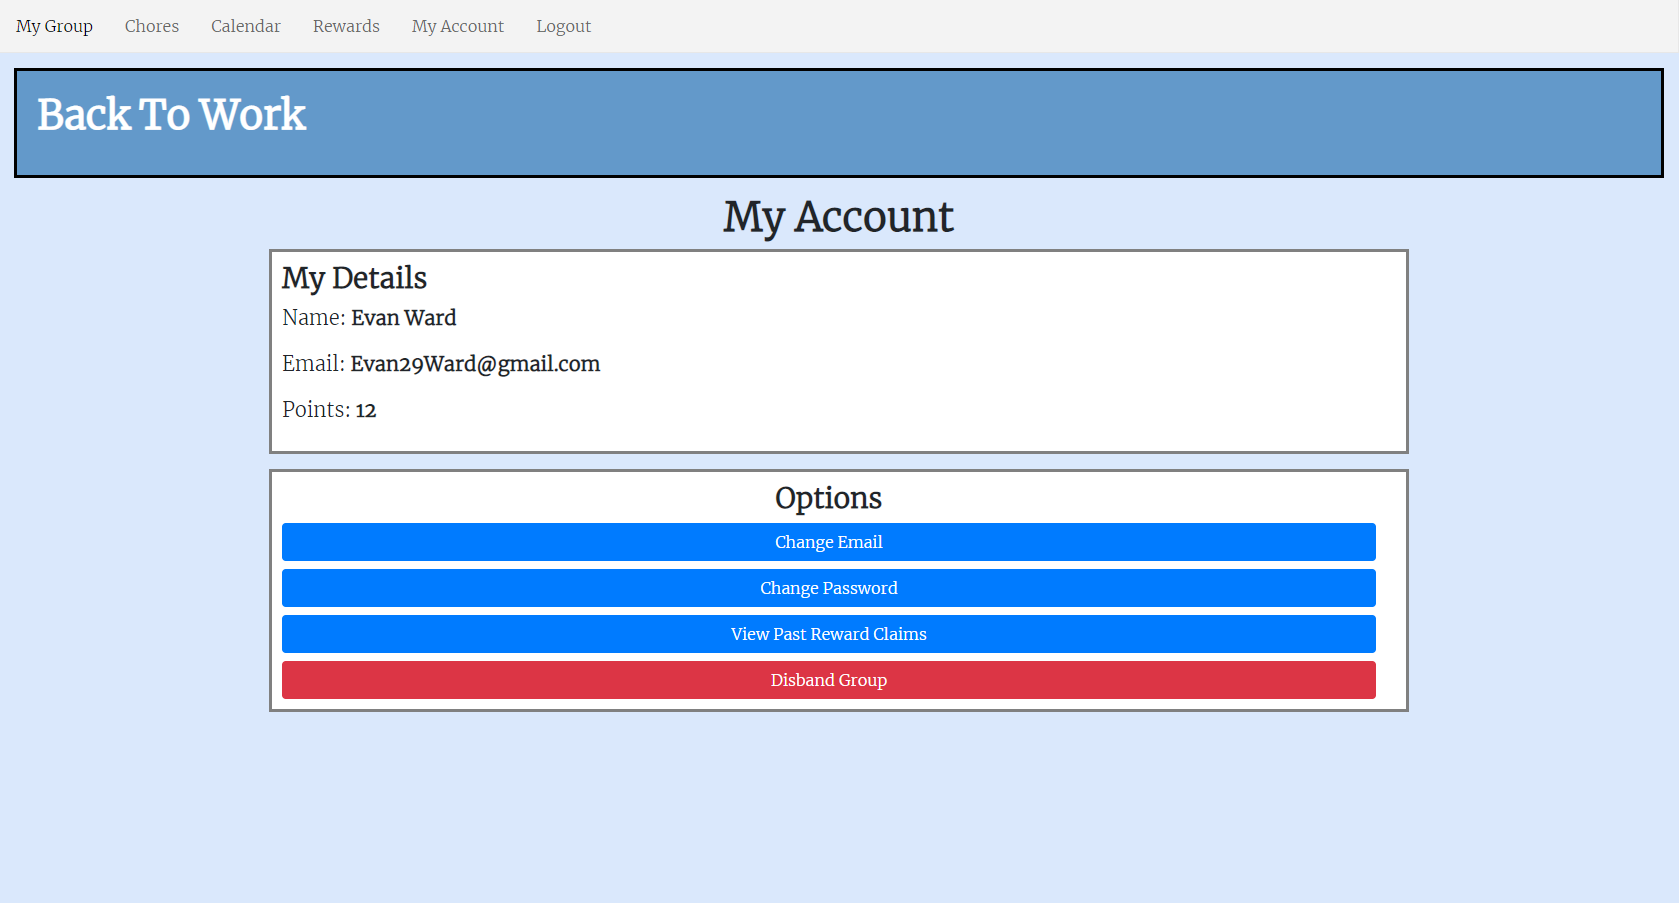 My Group Chores Calendar Rewards My Account Logout
Back To Work
My Account
My Details
Name: Evan Ward
Email: Evan29Ward@gmail.com
Points: 12
Options
Change Email
Change Password
View Past Reward Claims
Disband Group